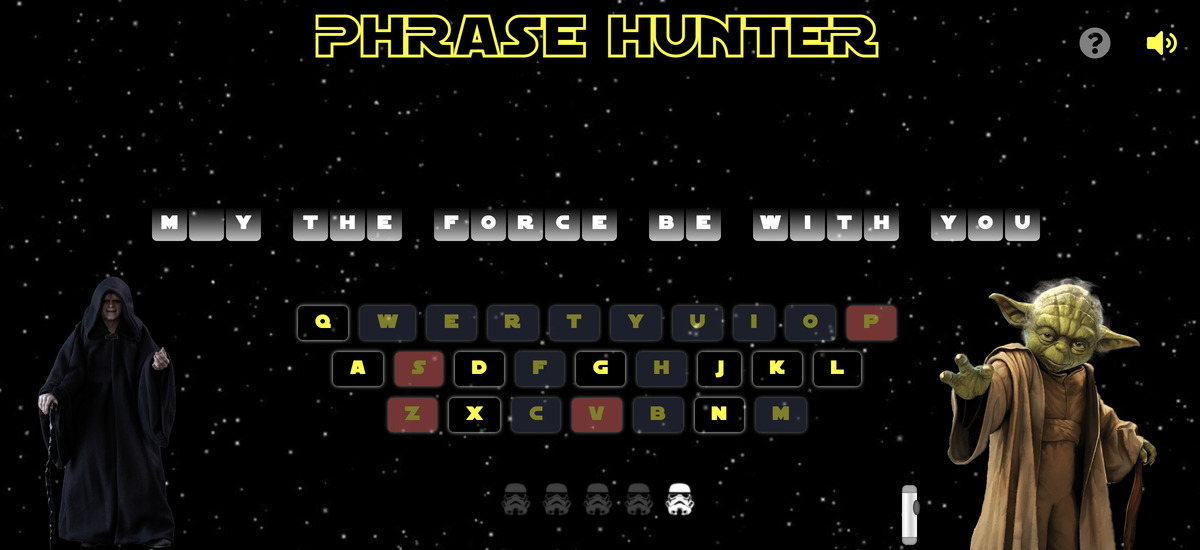 PHRASE HUNTER
?
M Y THE FORCE BE WITH YOU
Q W E R T Y U I O P
A S D F G H J K L
Z X C V B N M